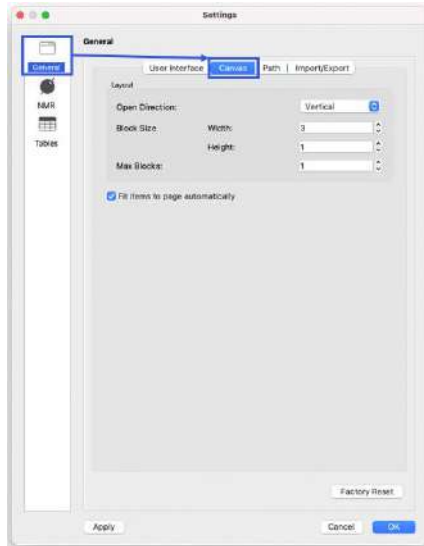 Settings
General
General
NMR
Tables
User Interface Canvas Path Import/Export
Layout
Open Direction: Vertical
Block Size Width: 3
Height: 1
Max Blocks: 1
Fit items to page automatically
Factory Reset
Apply Cancel OK